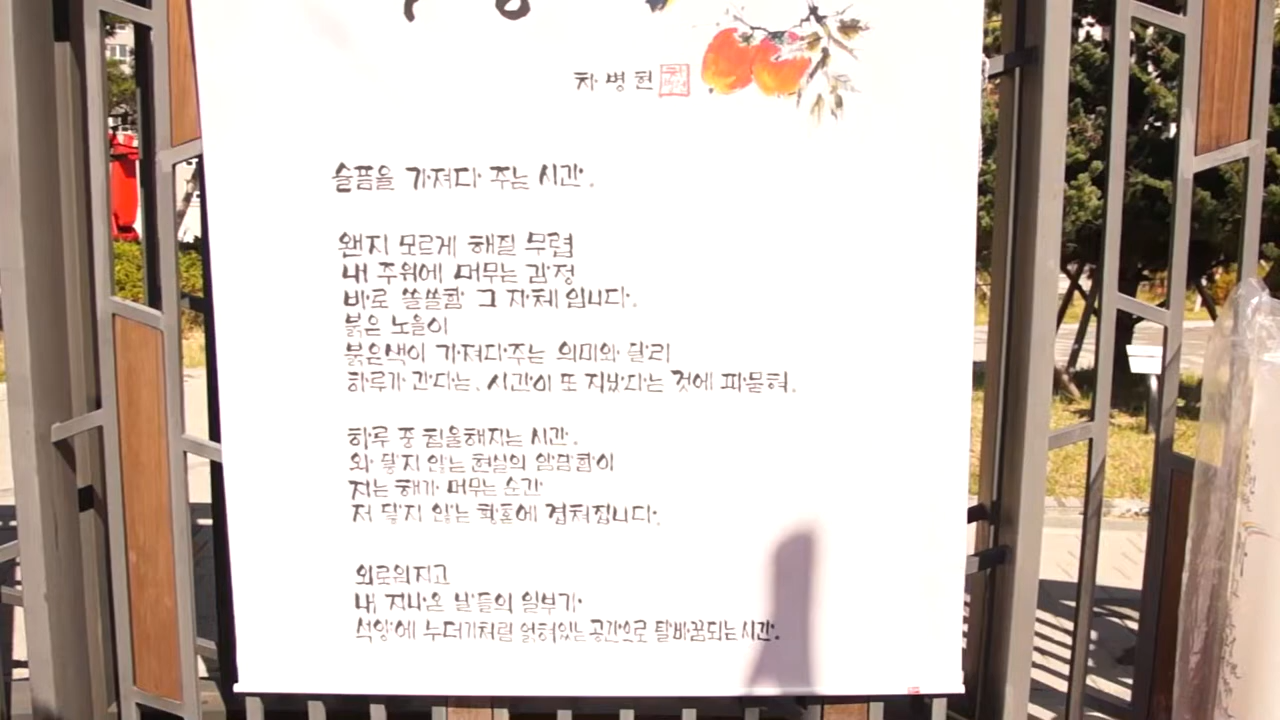 차병현
슬픔을 가져다 주는 시간.
왠지 모르게 해질 무렵
내 주위에 머무는 감정
바로 쓸쓸함 그 자체입니다.
붉은 노을이
붉은색이 가져다주는 의미와 달리
하루가 간다는, 시간이 또 지났다는 것에 파묻혀.
하루 중 침울해지는 시간.
와 닿지 않는 현실의 암담함이
지는 해가 머무는 순간
저 닿지 않는 황혼에 겹쳐집니다.
외로워지고
내 지나온 날들의 일부가
석양에 누더기처럼 얽혀있는 공간으로 탈바꿈되는 시간.